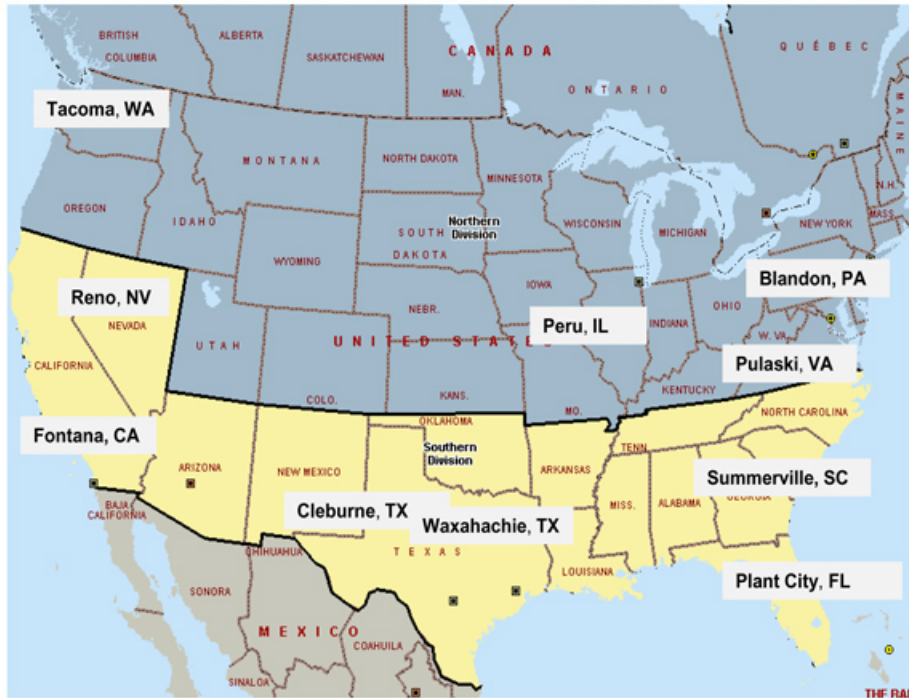 BRITISH
COLUMBIA
ALBERTA
SASKATCHEWAN
MAN.
CANADA
ONTARIO
QUÉBEC
MAINE
Tacoma, WA
MONTANA
NORTH DAKOTA
MINNESOTA
OREGON
IDAHO
WYOMING
SOUTH
DAKOTA
Northern
Division
WISCONSIN
MICHIGAN
NEW YORK
N.H.
MASS.
Reno, NV
NEVADA
CALIFORNIA
UTAH
NEBR.
IOWA
Peru, IL
INDIANA
OHIO
Blandon, PA
W. VA
UNITED STATES
COLO.
KANS.
MO.
KENTUCKY
Pulaski, VA
Fontana, CA
ARIZONA
NEW MEXICO
OKLAHOMA
Southern
Division
ARKANSAS
TENN
NORTH CAROLINA
Summerville, SC
MISS.
ALABAMA
GEORGIA
Cleburne, TX
Waxahachie, TX
TEXAS
LOUISIANA
Plant City, FL
BAJA
CALIFORNIA
SONORA
CHIHUAHUA
MEXICO
COAHUILA
SINALOA